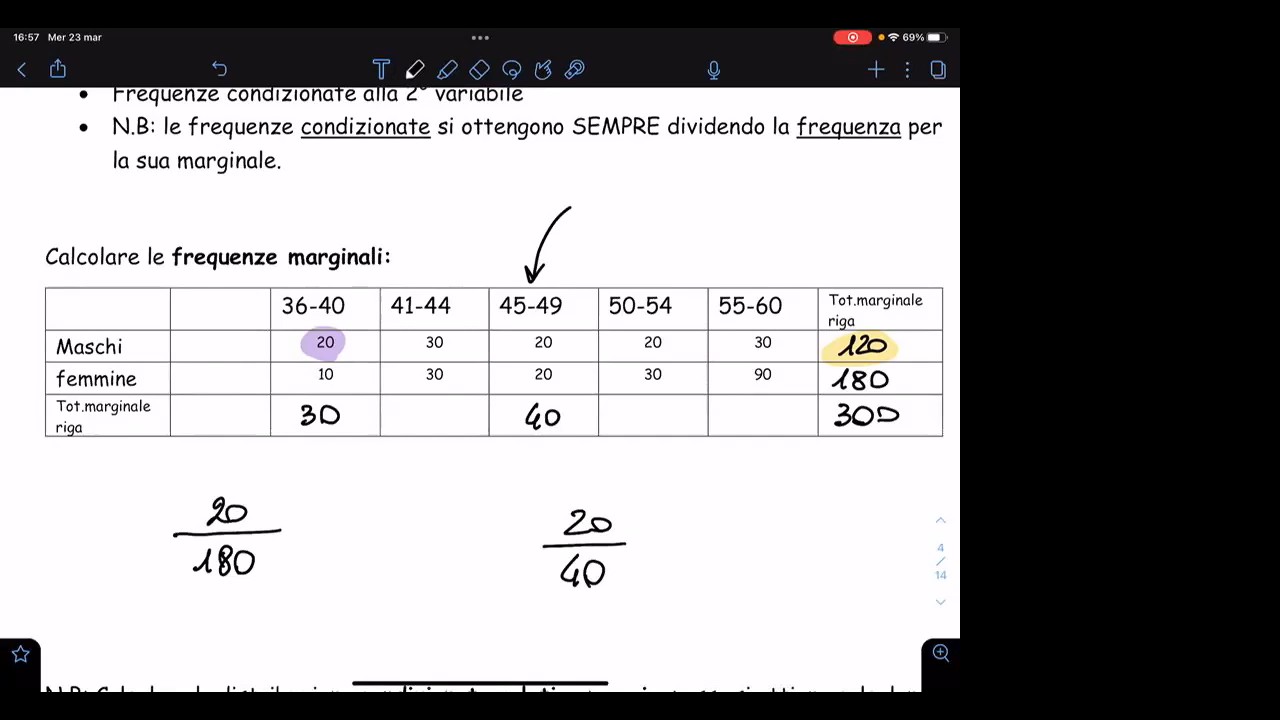 16:57 Mer 23 mar
69%
Frequenze condizionate alla 2° variabile
N.B: le frequenze condizionate si ottengono SEMPRE dividendo la frequenza per
la sua marginale.
Calcolare le frequenze marginali:
36-40 41-44 45-49 50-54 55-60 Tot.marginale
riga
Maschi 20 30 20 20 30 120
femmine 10 30 20 30 90 180
Tot.marginale
riga 30 40 300
20
180
20
40
4
/
14